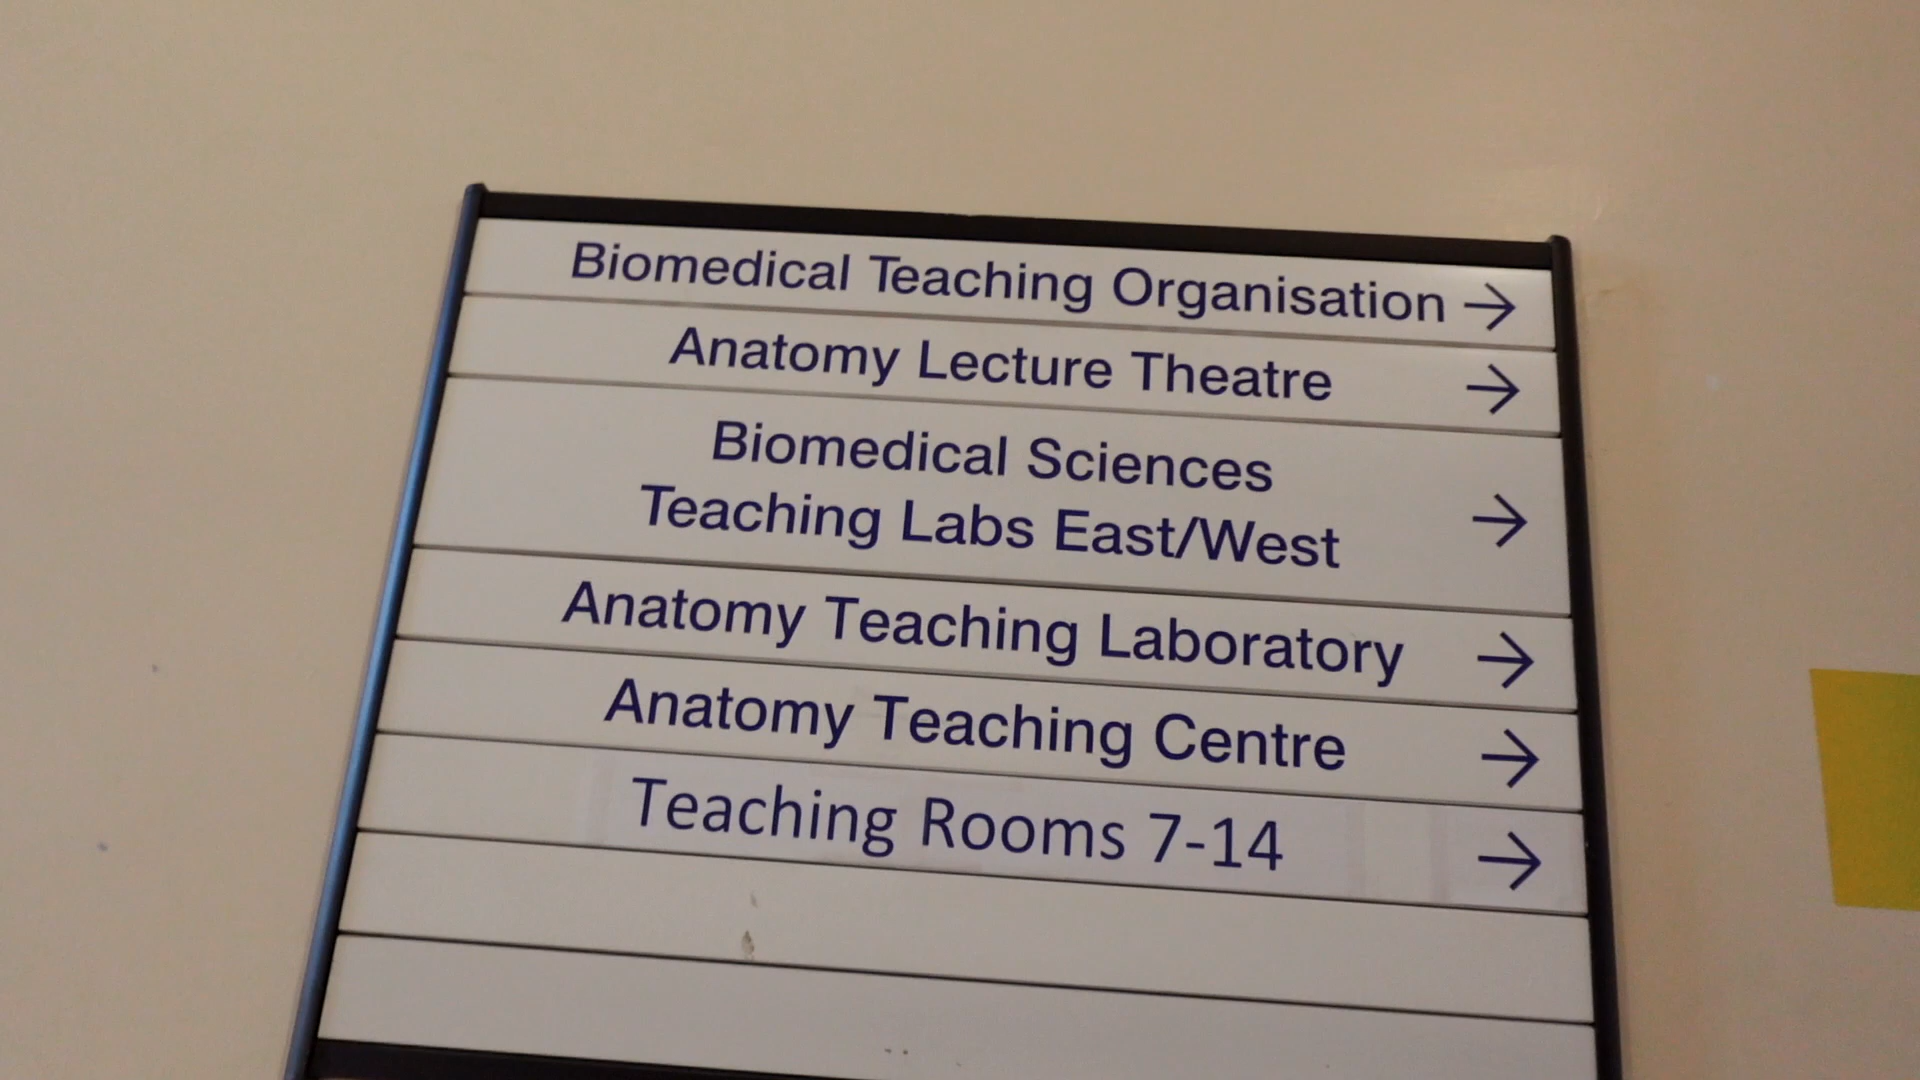 Biomedical Teaching Organisation →
Anatomy Lecture Theatre →
Biomedical Sciences
Teaching Labs East/West →
Anatomy Teaching Laboratory →
Anatomy Teaching Centre →
Teaching Rooms 7-14 →